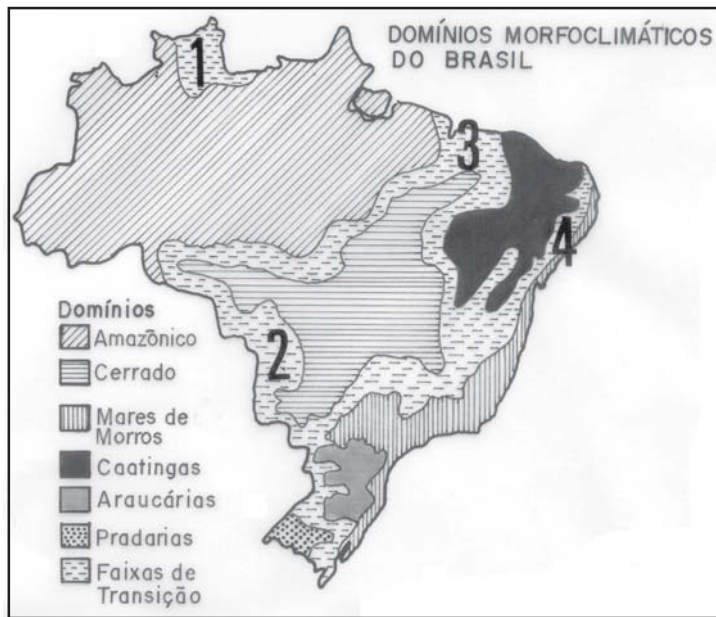 DOMÍNIOS MORFOCLIMÁTICOS
DO BRASIL
1
3
4
2
Domínios
Amazônico
Cerrado
Mares de
Morros
Caatingas
Araucárias
Pradarias
Faixas de
Transição